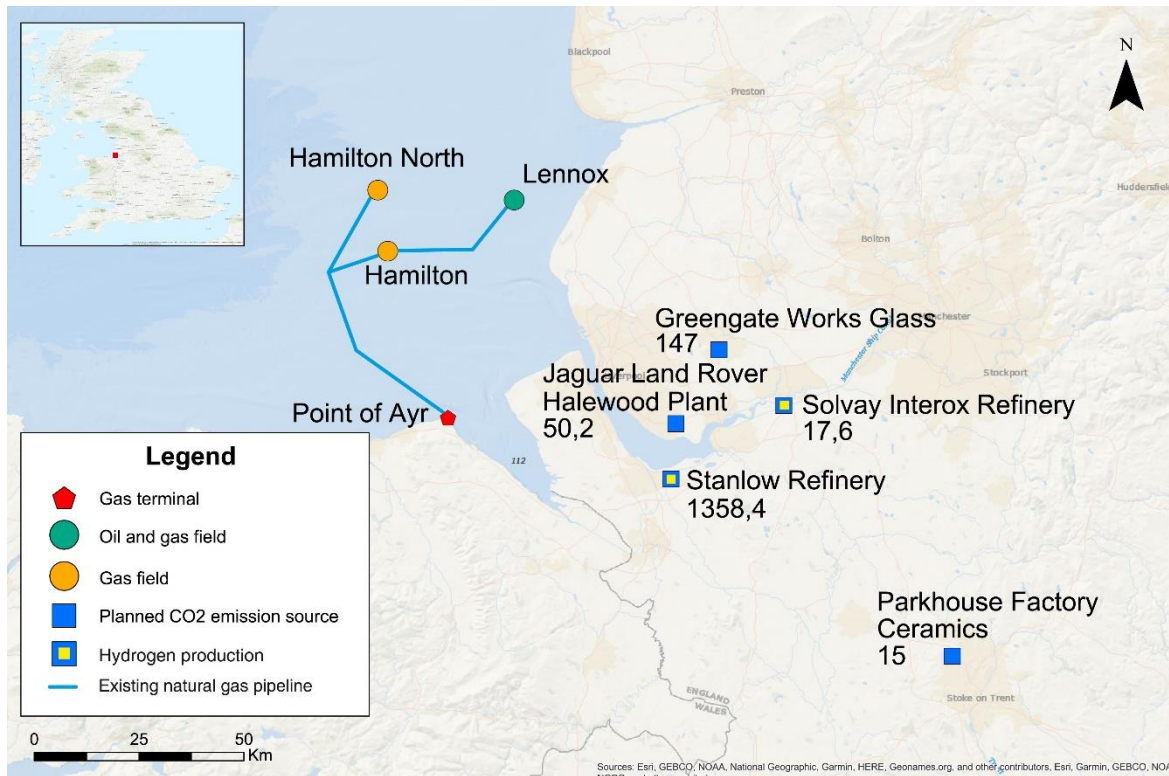 Blackpool
N
Preston
Hamilton North
Lennox
Huddersfield
Bolton
Hamilton
Greengate Works Glass
147
Manchester Ship Canal
Jaguar Land Rover
Halewood Plant
50,2
Stockport
Point of Ayr
Solvay Interox Refinery
17,6
112
Stanlow Refinery
1358,4
Legend
Gas terminal
Oil and gas field
Gas field
Planned CO2 emission source
Hydrogen production
Existing natural gas pipeline
Parkhouse Factory
Ceramics
15
Stoke on Trent
ENGLAND
WALES
0 25 50
Km
Sources: Esri, GEBCO, NOAA, National Geographic, Garmin, HERE, Geonames.org, and other contributors, Esri, Garmin, GEBCO,